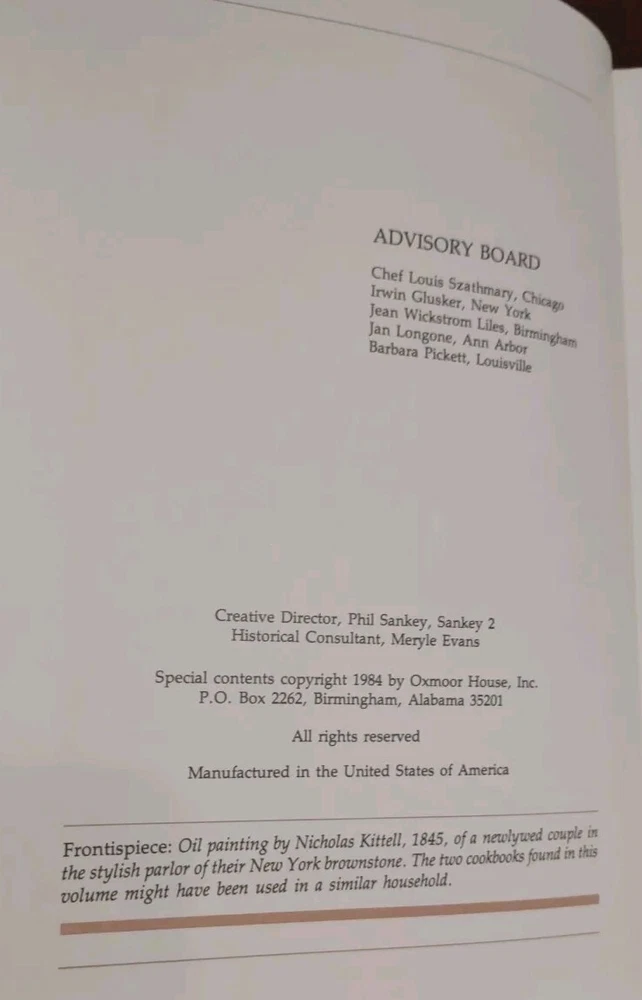 ADVISORY BOARD
Chef Louis Szathmary, Chicago
Irwin Glusker, New York
Jean Wickstrom Liles, Birmingham
Jan Longone, Ann Arbor
Barbara Pickett, Louisville
Creative Director, Phil Sankey, Sankey 2
Historical Consultant, Meryle Evans
Special contents copyright 1984 by Oxmoor House, Inc.
P.O. Box 2262, Birmingham, Alabama 35201
All rights reserved
Manufactured in the United States of America
Frontispiece: Oil painting by Nicholas Kittell, 1845, of a newlywed couple in
the stylish parlor of their New York brownstone. The two cookbooks found in this
volume might have been used in a similar household.